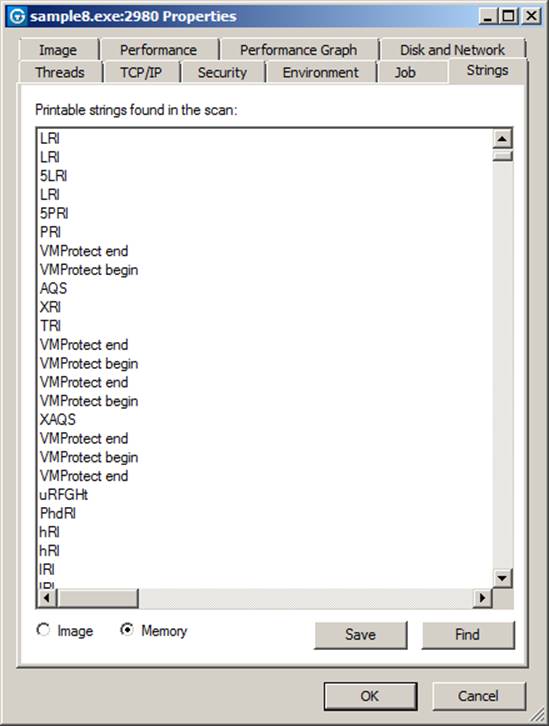 sample8.exe:2980 Properties
Image Performance Performance Graph Disk and Network
Threads TCP/IP Security Environment Job Strings
Printable strings found in the scan:
LRI
LRI
5LRI
LRI
5PRI
PRI
VMProtect end
VMProtect begin
AQS
XRI
TRI
VMProtect end
VMProtect begin
VMProtect end
VMProtect begin
XAQS
VMProtect end
VMProtect begin
VMProtect end
uRFGHt
PhdRI
hRI
hRI
lRI
Image Memory Save Find
OK Cancel